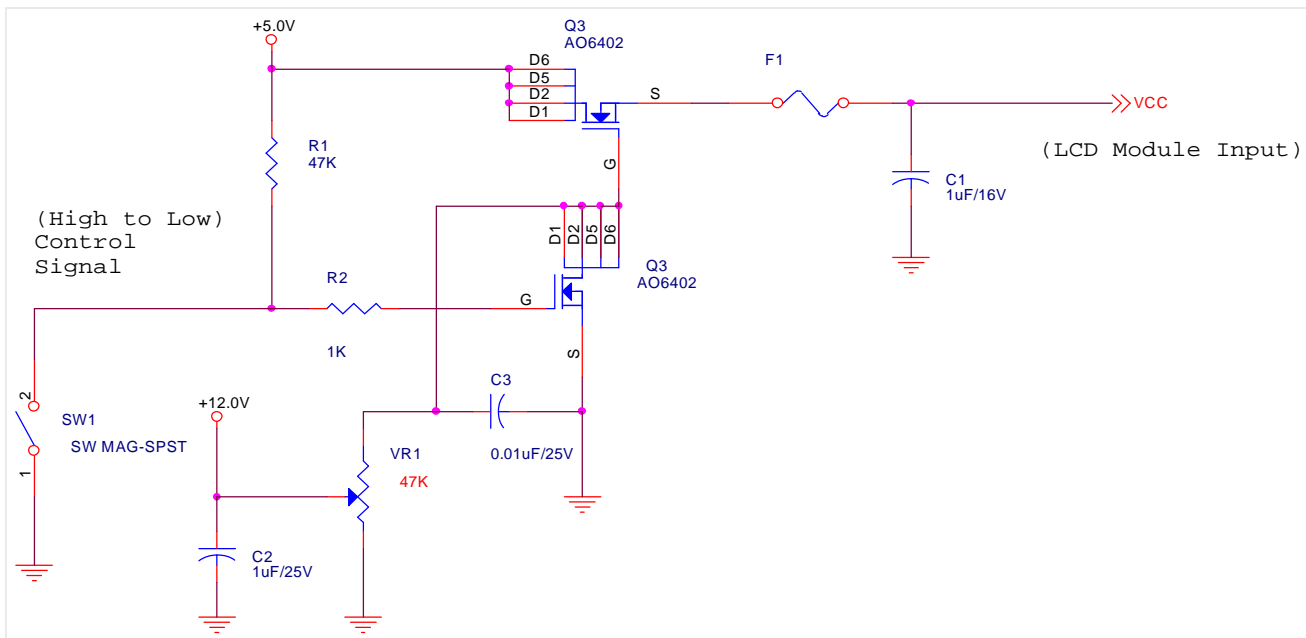 +5.0V
Q3
AO6402
F1
D6
D5
D2
D1
S
VCC
R1
47K
G
C1
1uF/16V
(LCD Module Input)
(High to Low)
Control
Signal
D1
D2
D5
D6
Q3
AO6402
R2
G
1K
S
2
SW1
SW MAG-SPST
1
+12.0V
C3
0.01uF/25V
VR1
47K
C2
1uF/25V